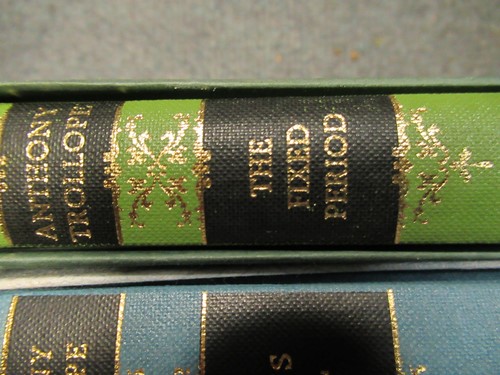 ANTHONY
TROLLOPE
THE
FIXED
PERIOD